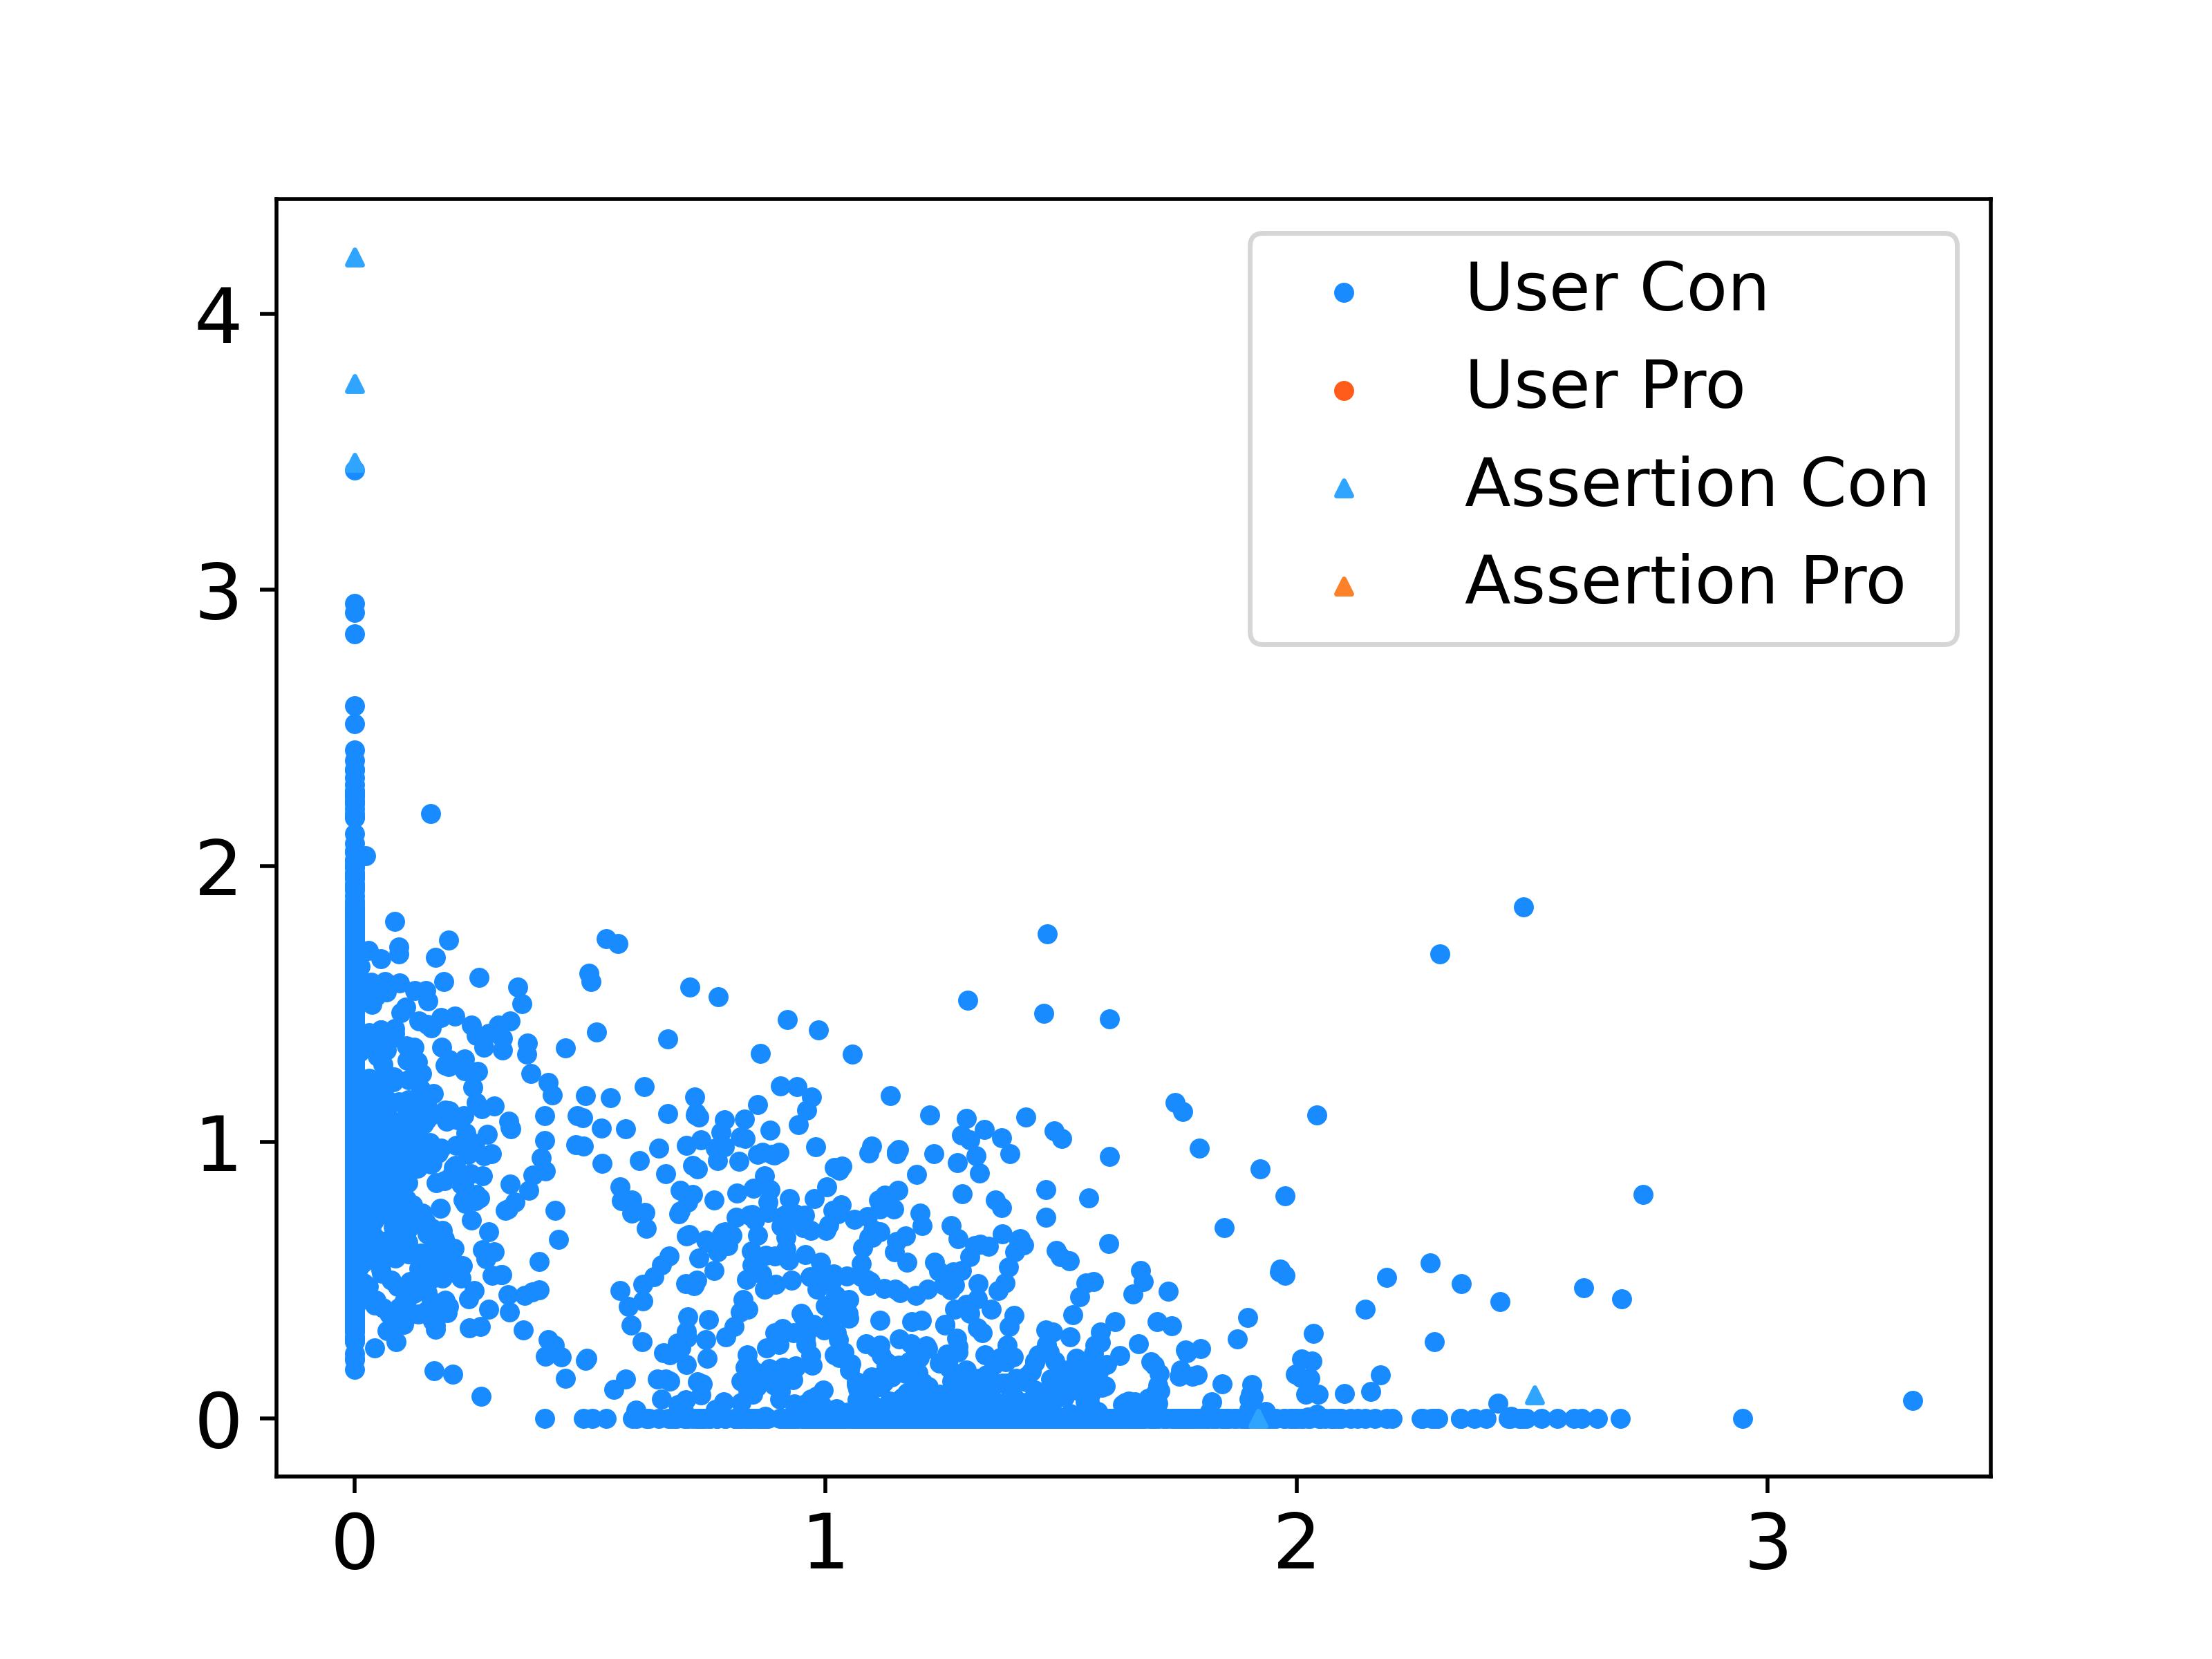 User Con
User Pro
Assertion Con
Assertion Pro
4
3
2
1
0
0 1 2 3